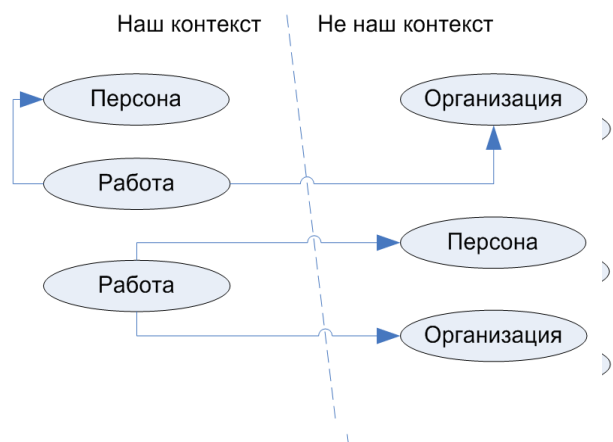 Наш контекст
Не наш контекст
Персона
Организация
Работа
Персона
Работа
Организация